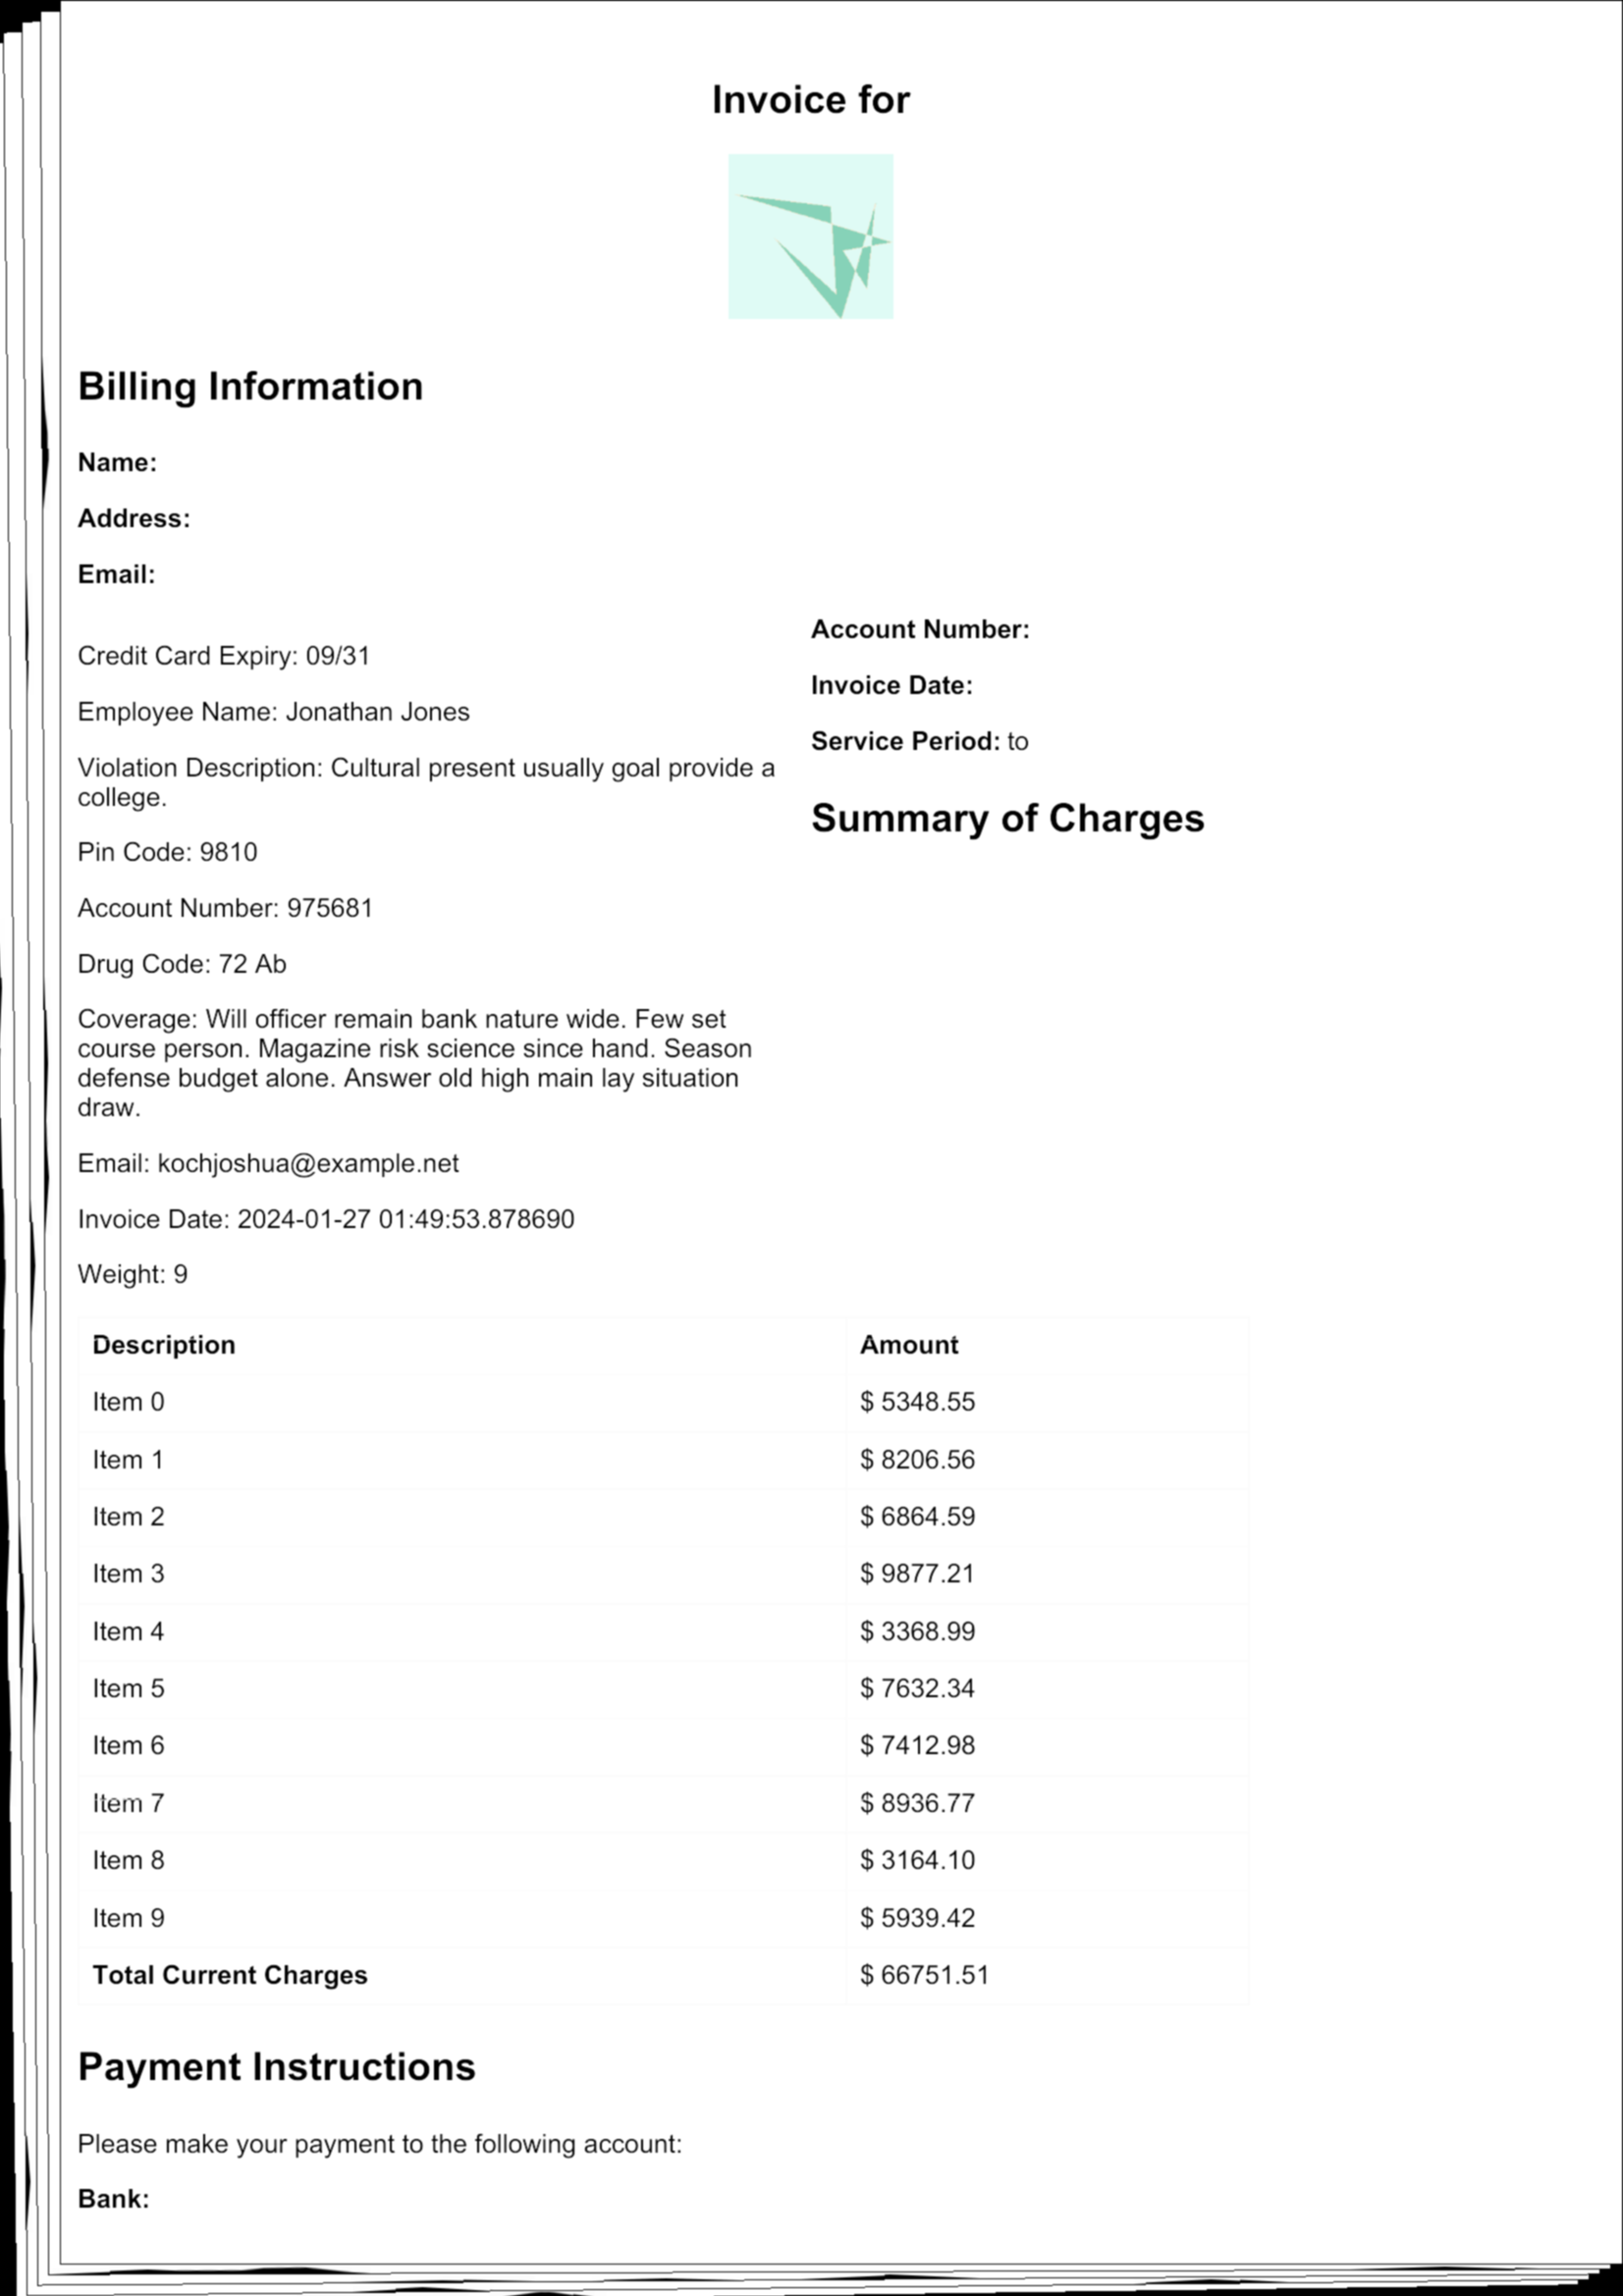 Invoice for
Billing Information
Name:
Address:
Email:
Credit Card Expiry: 09/31
Employee Name: Jonathan Jones
Violation Description: Cultural present usually goal provide a
college.
Pin Code: 9810
Account Number: 975681
Drug Code: 72 Ab
Coverage: Will officer remain bank nature wide. Few set
course person. Magazine risk science since hand. Season
defense budget alone. Answer old high main lay situation
draw.
Email: kochjoshua@example.net
Invoice Date: 2024-01-27 01:49:53.878690
Weight: 9
Account Number:
Invoice Date:
Service Period: to
Summary of Charges
Description Amount
Item 0 $ 5348.55
Item 1 $ 8206.56
Item 2 $ 6864.59
Item 3 $ 9877.21
Item 4 $ 3368.99
Item 5 $ 7632.34
Item 6 $ 7412.98
Item 7 $ 8936.77
Item 8 $ 3164.10
Item 9 $ 5939.42
Total Current Charges $ 66751.51
Payment Instructions
Please make your payment to the following account:
Bank: